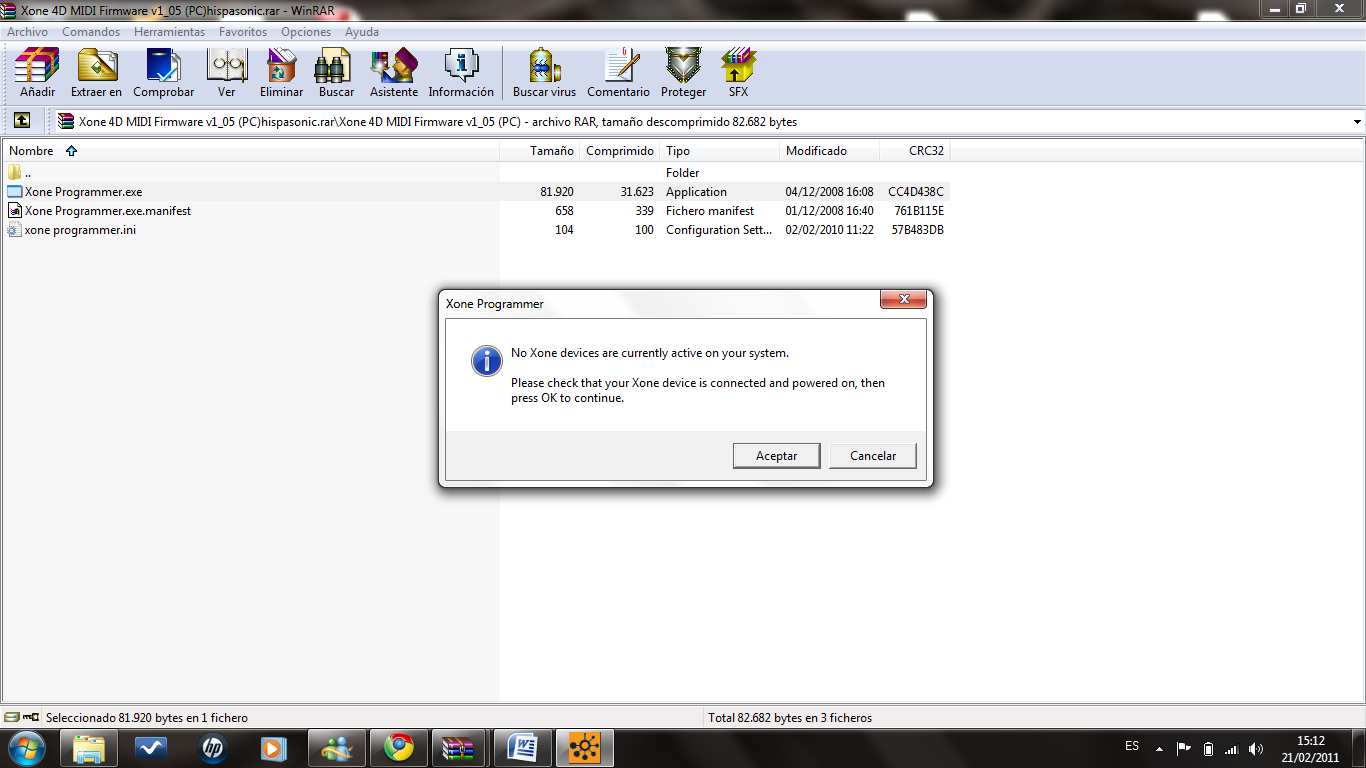 Xone 4D MIDI Firmware v1_05 (PC)hispasonic.rar - WinRAR
Archivo Comandos Herramientas Favoritos Opciones Ayuda
Añadir Extraer en Comprobar Ver Eliminar Buscar Asistente Información Buscar virus Comentario Proteger SFX
Xone 4D MIDI Firmware v1_05 (PC)hispasonic.rar\Xone 4D MIDI Firmware v1_05 (PC) - archivo RAR, tamaño descomprimido 82.682 bytes
Nombre Tamaño Comprimido Tipo Modificado CRC32
.. Folder
Xone Programmer.exe 81.920 31.623 Application 04/12/2008 16:08 CC4D438C
Xone Programmer.exe.manifest 658 339 Fichero manifest 01/12/2008 16:40 761B115E
xone programmer.ini 104 100 Configuration Sett... 02/02/2010 11:22 57B483DB
Xone Programmer
No Xone devices are currently active on your system.
Please check that your Xone device is connected and powered on, then
press OK to continue.
Aceptar Cancelar
Seleccionado 81.920 bytes en 1 fichero Total 82.682 bytes en 3 ficheros
hp W ES 15:12
21/02/2011